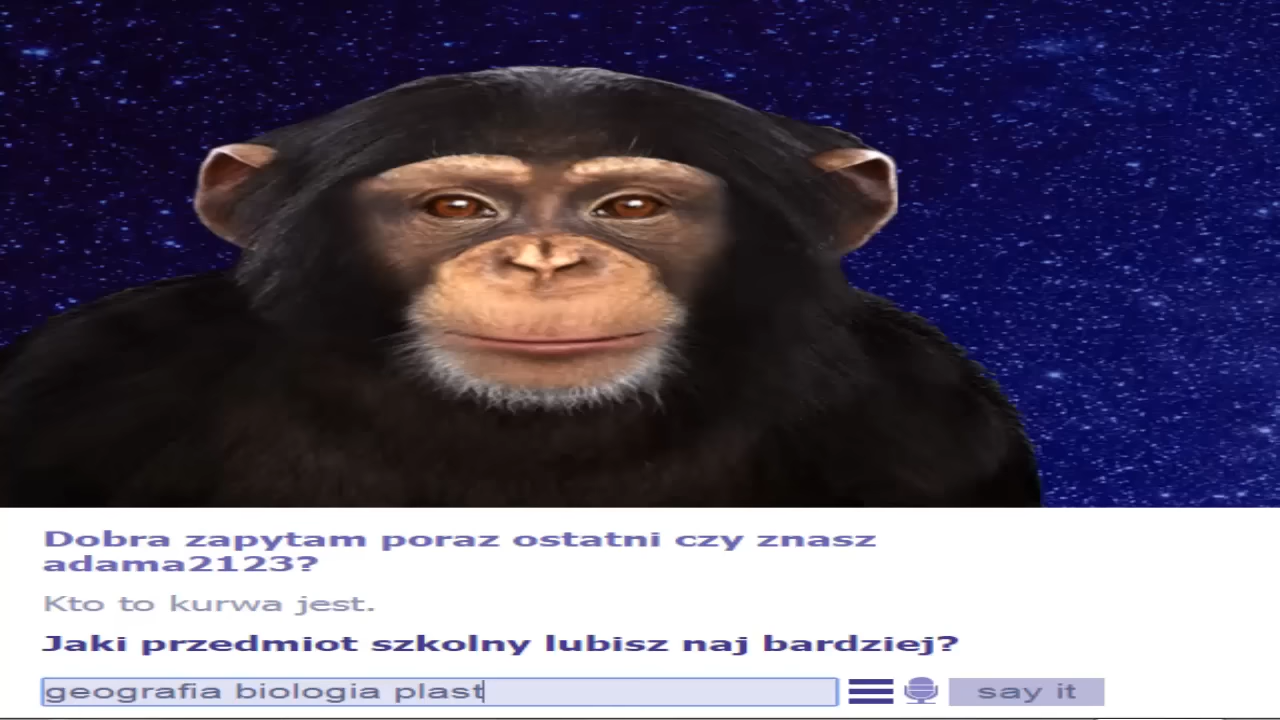 Dobra zapytam poraz ostatni czy znasz
adama2123?
Kto to kurwa jest.
Jaki przedmiot szkolny lubisz naj bardziej?
geografia biologia plast
say it